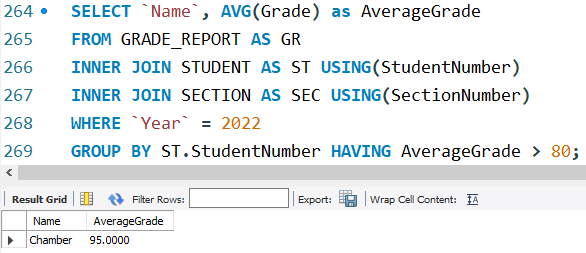 264 SELECT `Name`, AVG(Grade) as AverageGrade
265 FROM GRADE_REPORT AS GR
266 INNER JOIN STUDENT AS ST USING(StudentNumber)
267 INNER JOIN SECTION AS SEC USING(SectionNumber)
268 WHERE `Year` = 2022
269 GROUP BY ST.StudentNumber HAVING AverageGrade > 80;
Result Grid Filter Rows: Export: Wrap Cell Content:
Name AverageGrade
Chamber 95.0000